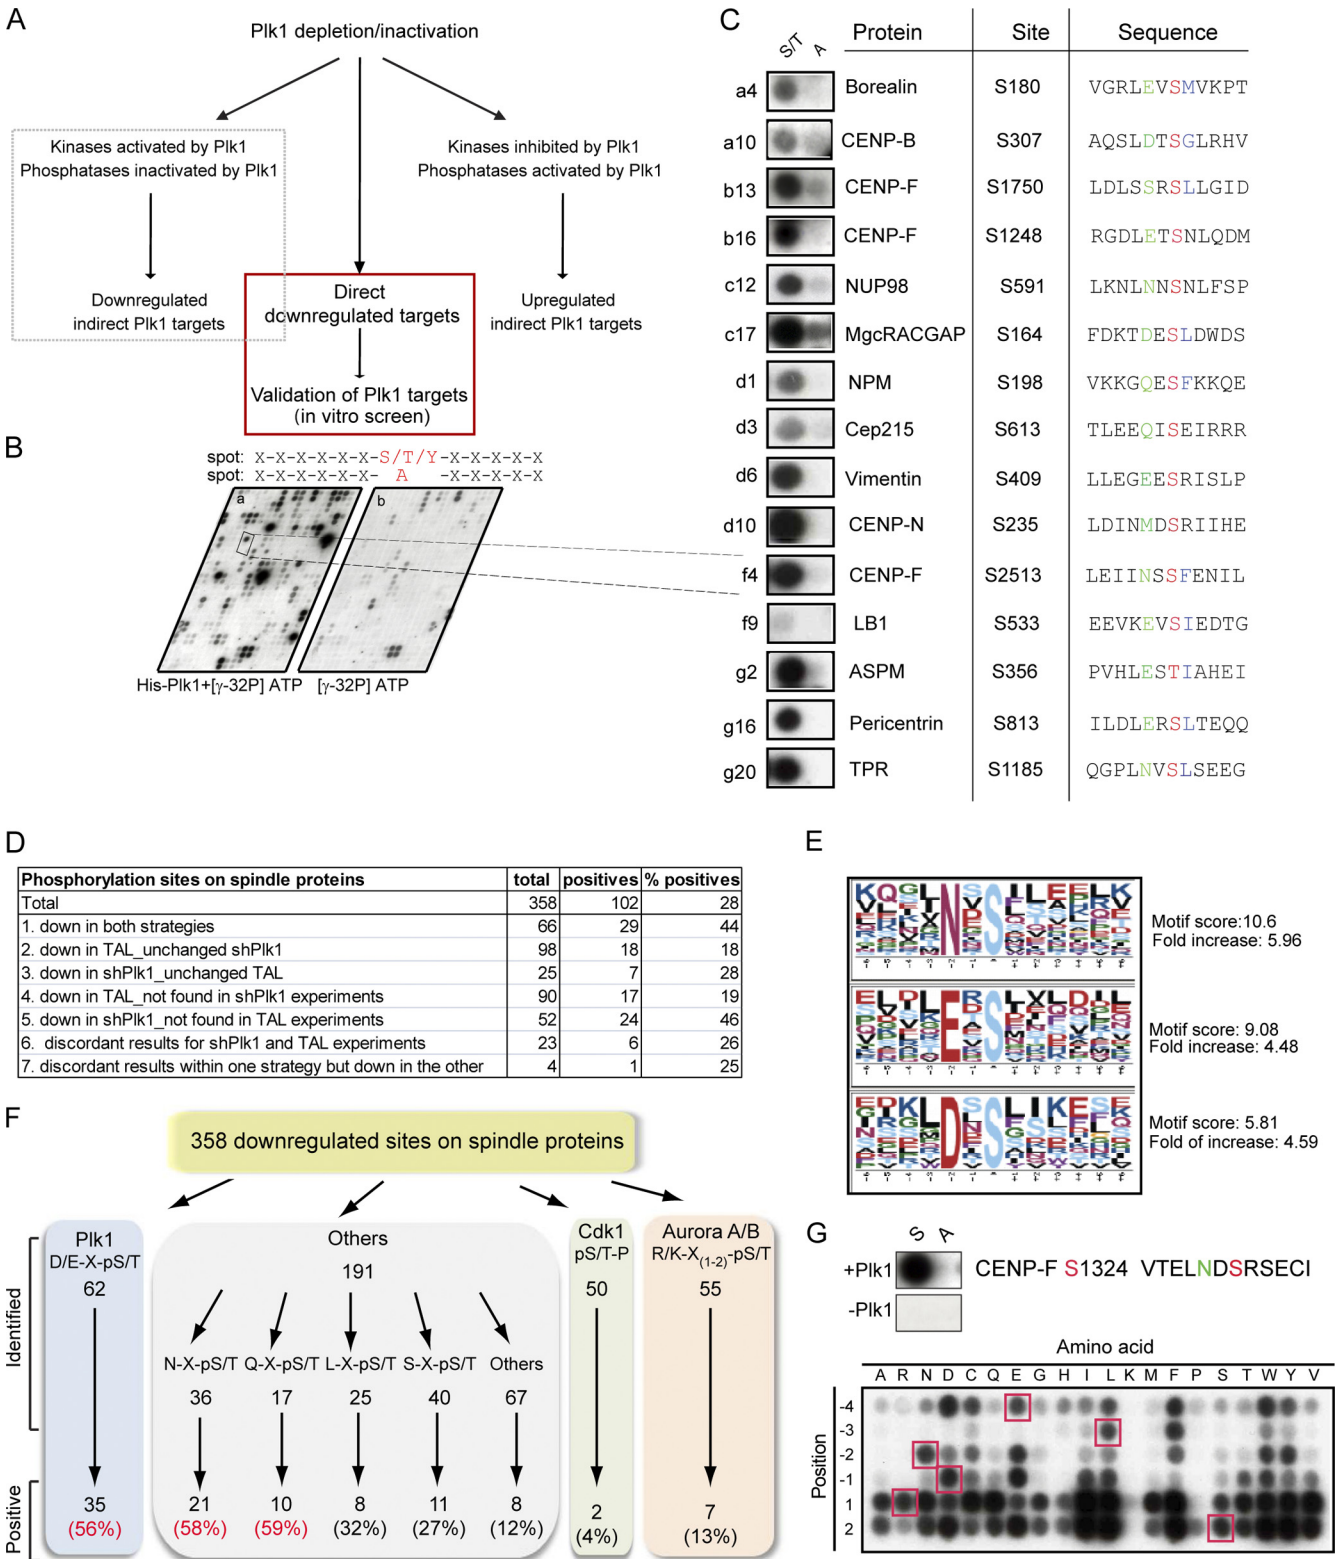 A
Plk1 depletion/inactivation
Kinases activated by Plk1
Phosphatases inactivated by Plk1
Kinases inhibited by Plk1
Phosphatases activated by Plk1
Downregulated
indirect Plk1 targets
Direct
downregulated targets
Upregulated
indirect Plk1 targets
Validation of Plk1 targets
(in vitro screen)
B
spot: X-X-X-X-X-X-S/T/Y-X-X-X-X-X-X
spot: X-X-X-X-X-X- A -X-X-X-X-X-X
a
b
His-Plk1+[γ-32P] ATP [γ-32P] ATP
C
S/T A Protein Site Sequence
a4 Borealin S180 VGRLEVSMVKPT
a10 CENP-B S307 AQSLDTSGLRHV
b13 CENP-F S1750 LDLSSRSLLGID
b16 CENP-F S1248 RGDLETSNLQDM
c12 NUP98 S591 LKNLNNSNLFSP
c17 MgcRACGAP S164 FDKTDESLDWDS
d1 NPM S198 VKKGQESFKKQE
d3 Cep215 S613 TLEEQISEIRRR
d6 Vimentin S409 LLEGEESRISLP
d10 CENP-N S235 LDINMDSRIIHE
f4 CENP-F S2513 LEIINSSFENIL
f9 LB1 S533 EEVKEVSIEDTG
g2 ASPM S356 PVHLESTIAHEI
g16 Pericentrin S813 ILDLERSLTEQQ
g20 TPR S1185 QGPLNVSLSEEG
D
Phosphorylation sites on spindle proteins total positives % positives
Total 358 102 28
1. down in both strategies 66 29 44
2. down in TAL_unchanged shPlk1 98 18 18
3. down in shPlk1_unchanged TAL 25 7 28
4. down in TAL_not found in shPlk1 experiments 90 17 19
5. down in shPlk1_not found in TAL experiments 52 24 46
6. discordant results for shPlk1 and TAL experiments 23 6 26
7. discordant results within one strategy but down in the other 4 1 25
E
Motif score:10.6
Fold increase: 5.96
Motif score: 9.08
Fold increase: 4.48
Motif score: 5.81
Fold of increase: 4.59
F
358 downregulated sites on spindle proteins
Identified
Positive
Plk1
D/E-X-pS/T
62
35
(56%)
Others
191
N-X-pS/T Q-X-pS/T L-X-pS/T S-X-pS/T Others
36 17 25 40 67
21 10 8 11 8
(58%) (59%) (32%) (27%) (12%)
Cdk1
pS/T-P
50
2
(4%)
Aurora A/B
R/K-X(1-2)-pS/T
55
7
(13%)
G
S A
+Plk1 CENP-F S1324 VTELNDSRSECI
-Plk1
Amino acid
A R N D C Q E G H I L K M F P S T W Y V
Position
-4
-3
-2
-1
1
2